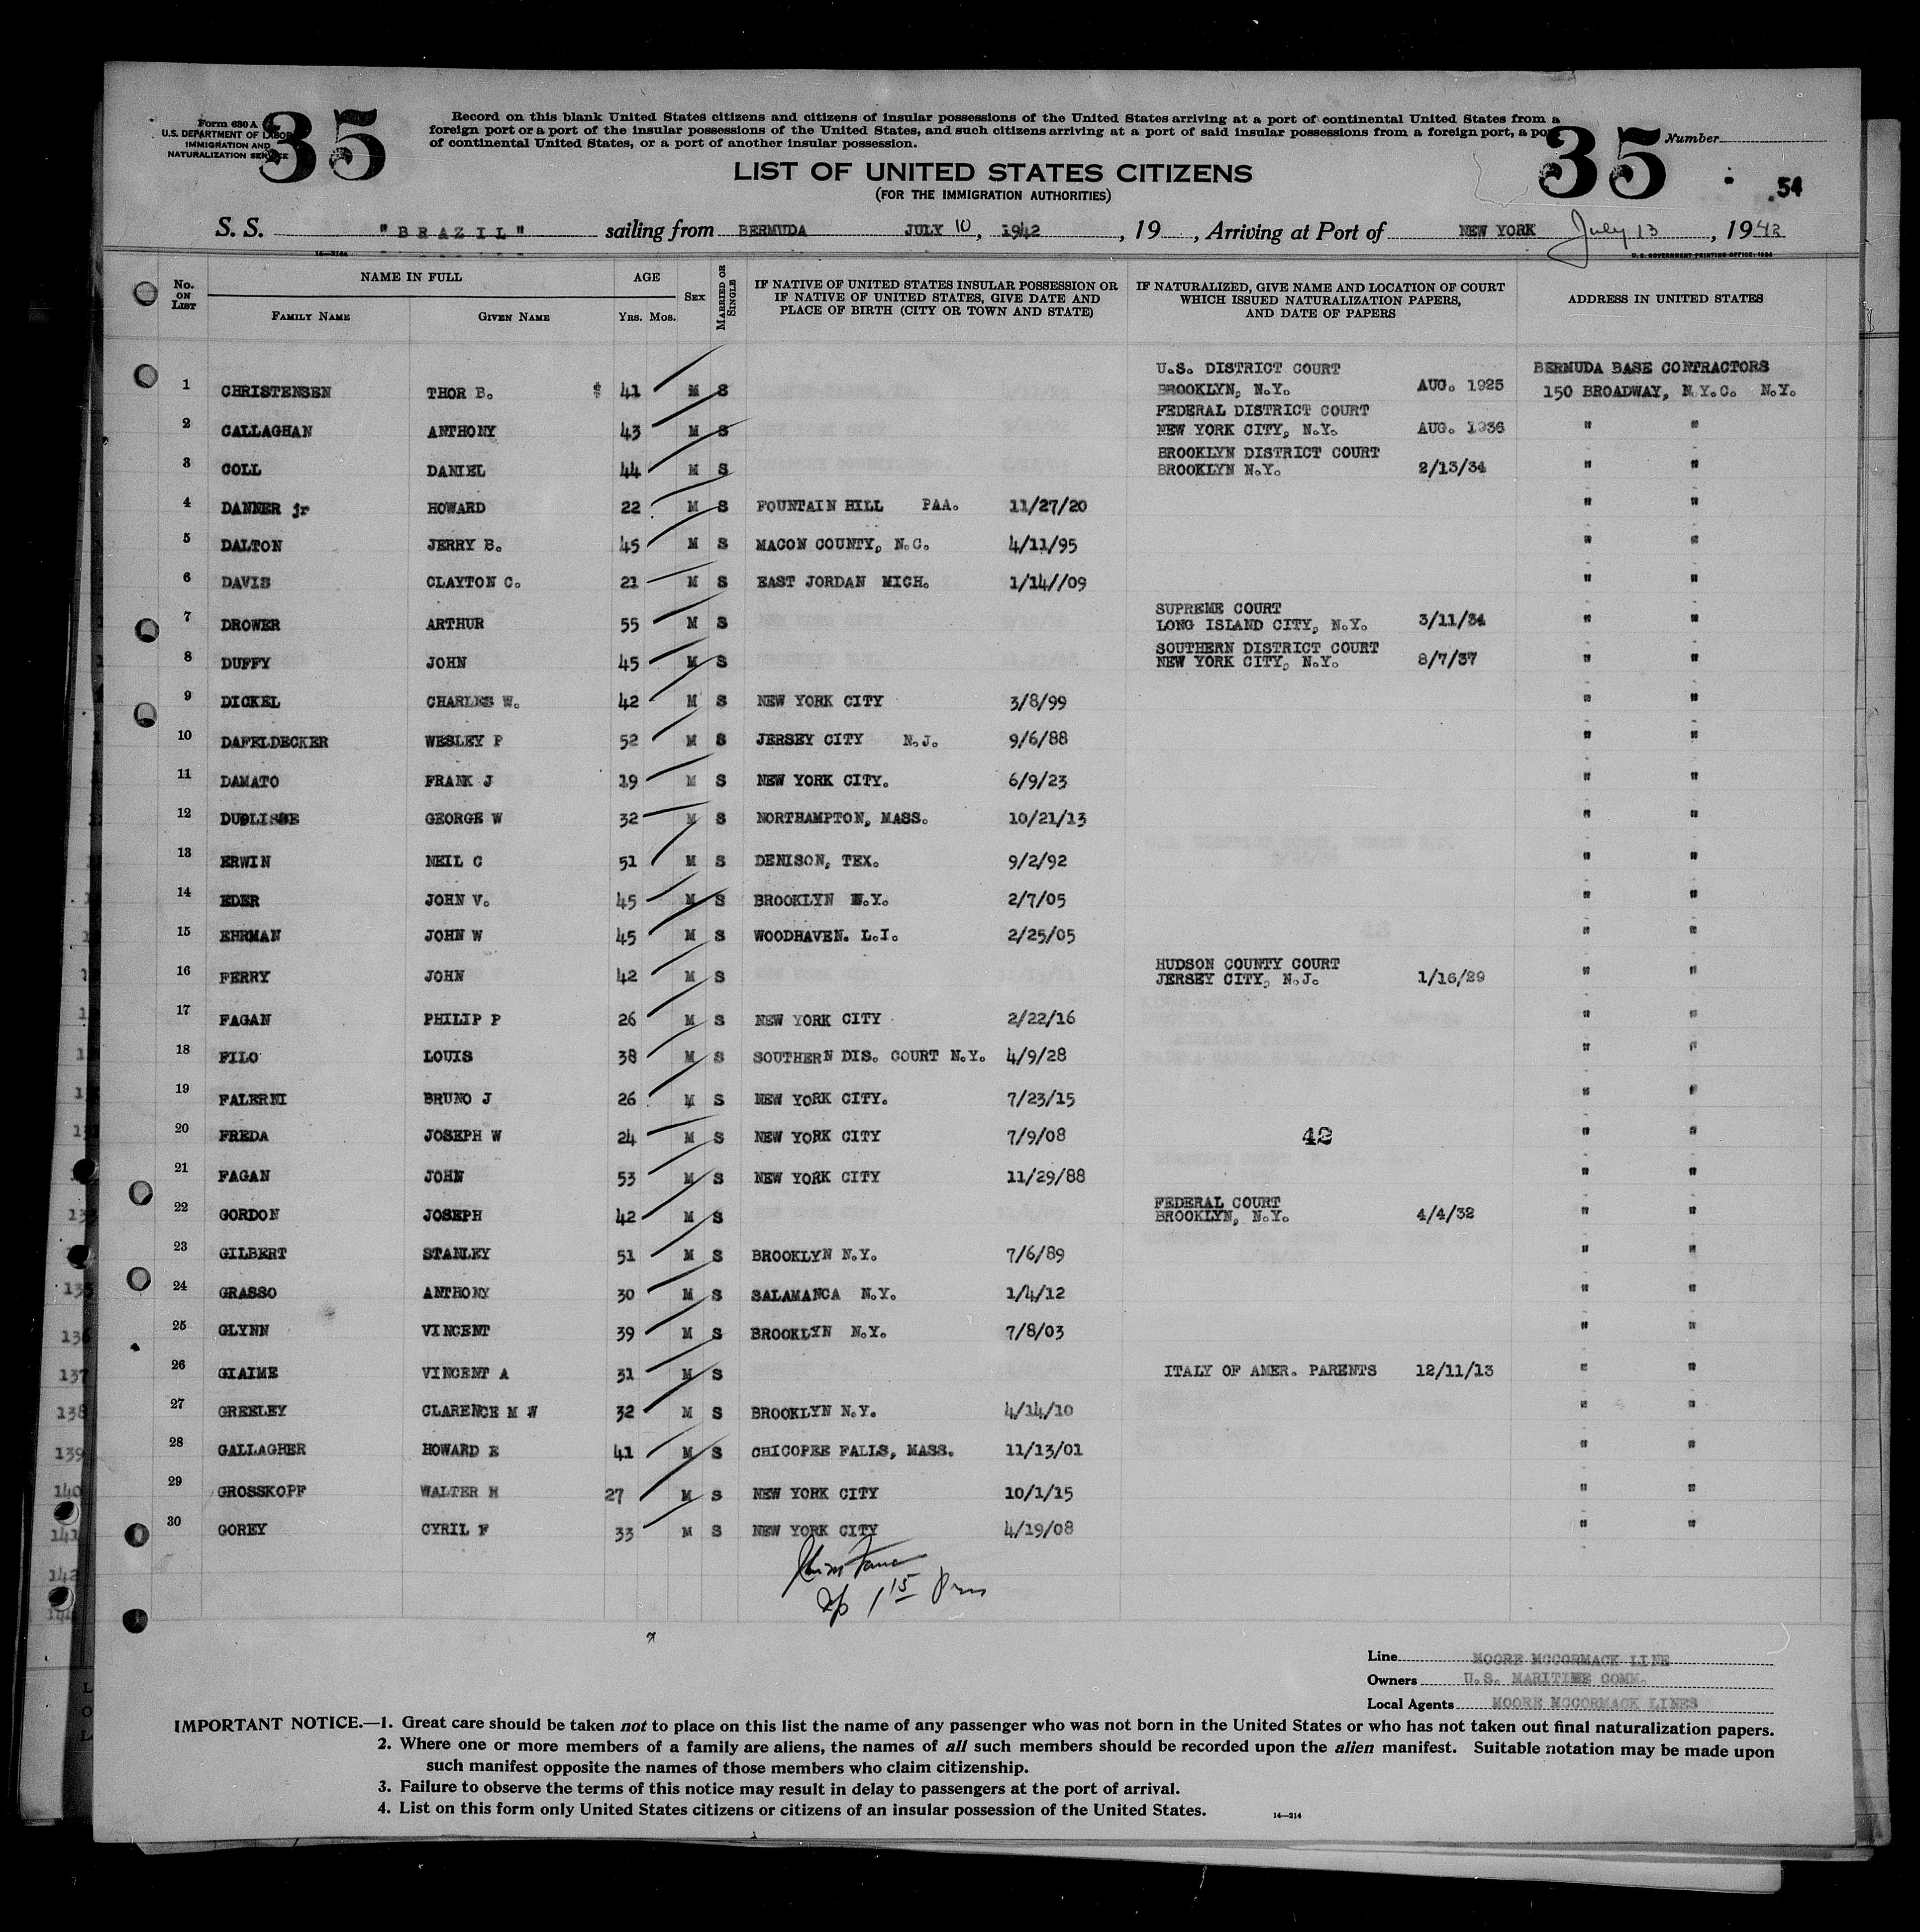 Form 630 A
U.S. DEPARTMENT OF LABOR
IMMIGRATION AND
NATURALIZATION SERVICE
35
Record on this blank United States citizens and citizens of insular possessions of the United States arriving at a port of continental United States from a
foreign port or a port of the insular possessions of the United States, and such citizens arriving at a port of said insular possessions from a foreign port, a port
of continental United States, or a port of another insular possession.
35
Number
54
LIST OF UNITED STATES CITIZENS
(FOR THE IMMIGRATION AUTHORITIES)
S. S. "BRAZIL" sailing from BERMUDA JULY 10, 1942, 19, Arriving at Port of NEW YORK July 13, 1942
14—214a
U. S. GOVERNMENT PRINTING OFFICE: 1934
No. ON LIST NAME IN FULL AGE SEX MARRIED OR SINGLE IF NATIVE OF UNITED STATES INSULAR POSSESSION OR IF NATIVE OF UNITED STATES, GIVE DATE AND PLACE OF BIRTH (CITY OR TOWN AND STATE) IF NATURALIZED, GIVE NAME AND LOCATION OF COURT WHICH ISSUED NATURALIZATION PAPERS, AND DATE OF PAPERS ADDRESS IN UNITED STATES
FAMILY NAME GIVEN NAME YRS. MOS.
U.S. DISTRICT COURT BERMUDA BASE CONTRACTORS
1 CHRISTENSEN THOR B. 41 M S BROOKLYN, N.Y. AUG. 1925 150 BROADWAY, N.Y.C. N.Y.
FEDERAL DISTRICT COURT
2 CALLAGHAN ANTHONY 43 M S NEW YORK CITY, N.Y. AUG. 1936 " "
BROOKLYN DISTRICT COURT
3 COLL DANIEL 44 M S BROOKLYN N.Y. 2/13/34 " "
4 DANNER jr HOWARD 22 M S FOUNTAIN HILL PAA. 11/27/20 " "
5 DALTON JERRY B. 45 M S MACON COUNTY, N.C. 4/11/95 " "
6 DAVIS CLAYTON C. 21 M S EAST JORDAN MICH. 1/14//09 " "
SUPREME COURT
7 DROWER ARTHUR 55 M S LONG ISLAND CITY, N.Y. 3/11/34 " "
SOUTHERN DISTRICT COURT
8 DUFFY JOHN 45 M S NEW YORK CITY, N.Y. 8/7/37 " "
9 DICKEL CHARLES W. 42 M S NEW YORK CITY 3/8/99 " "
10 DAFELDECKER WESLEY P 52 M S JERSEY CITY N.J. 9/6/88 " "
11 DAMATO FRANK J 19 M S NEW YORK CITY. 6/9/23 " "
12 GEORGE W 32 M S NORTHAMPTON, MASS. 10/21/13 " "
13 ERWIN NEIL C 51 M S DENISON, TEX. 9/2/92 " "
14 EDER JOHN V. 45 M S BROOKLYN N.Y. 2/7/05 " "
15 EHRMAN JOHN W 45 M S WOODHAVEN. L.I. 2/25/05 " "
HUDSON COUNTY COURT
16 FERRY JOHN 42 M S JERSEY CITY, N.J. 1/16/29 " "
17 FAGAN PHILIP P 26 M S NEW YORK CITY 2/22/16 " "
18 FILO LOUIS 38 M S SOUTHERN DIS. COURT N.Y. 4/9/28 " "
19 FALERNI BRUNO J 26 M S NEW YORK CITY. 7/23/15 " "
20 FREDA JOSEPH W 24 M S NEW YORK CITY 7/9/08 42 " "
21 FAGAN JOHN 53 M S NEW YORK CITY 11/29/88 " "
FEDERAL COURT
22 GORDON JOSEPH 42 M S BROOKLYN, N.Y. 4/4/32 " "
23 GILBERT STANLEY 51 M S BROOKLYN N.Y. 7/6/89 " "
24 GRASSO ANTHONY 30 M S SALAMANCA N.Y. 1/4/12 " "
25 GLYNN VINCENT 39 M S BROOKLYN N.Y. 7/8/03 " "
26 GIAIME VINCENT A 31 M S ITALY OF AMER. PARENTS 12/11/13 " "
27 GREELEY CLARENCE M W 32 M S BROOKLYN N.Y. 4/14/10 " "
28 GALLAGHER HOWARD E 41 M S CHICOPEE FALLS, MASS. 11/13/01 " "
29 GROSSKOPF WALTER H 27 M S NEW YORK CITY 10/1/15 " "
30 GOREY CYRIL F 33 M S NEW YORK CITY 4/19/08 " "
Line MOORE MCCORMACK LINE
Owners U.S. MARITIME COMM.
Local Agents MOORE MCCORMACK LINES
IMPORTANT NOTICE.—1. Great care should be taken not to place on this list the name of any passenger who was not born in the United States or who has not taken out final naturalization papers.
2. Where one or more members of a family are aliens, the names of all such members should be recorded upon the alien manifest. Suitable notation may be made upon
such manifest opposite the names of those members who claim citizenship.
3. Failure to observe the terms of this notice may result in delay to passengers at the port of arrival.
4. List on this form only United States citizens or citizens of an insular possession of the United States.
14—214